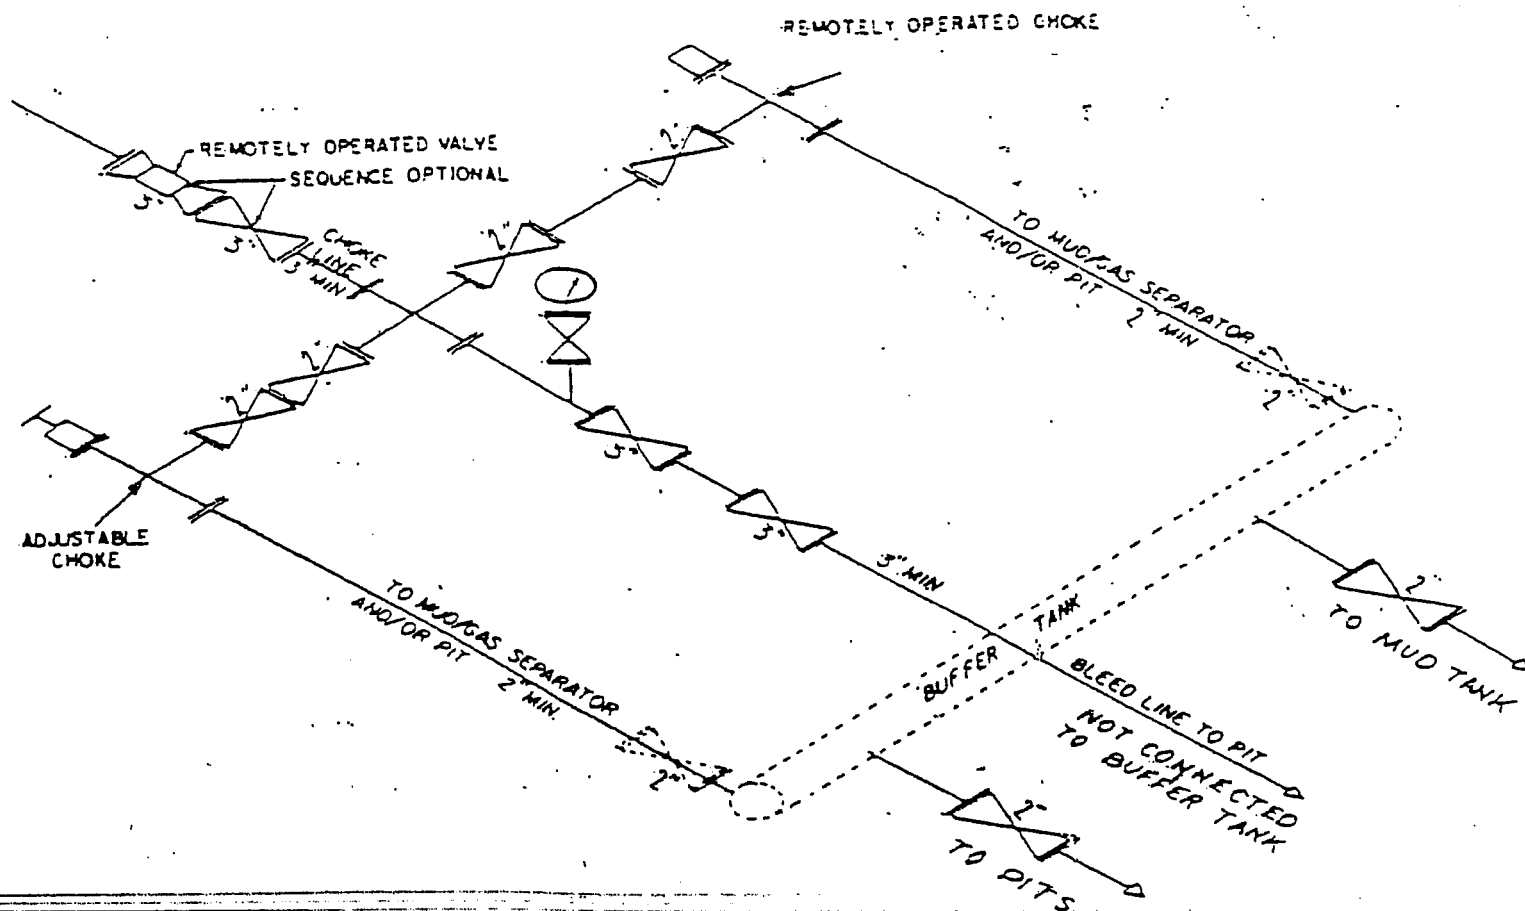 REMOTELY OPERATED CHOKE
REMOTELY OPERATED VALVE
SEQUENCE OPTIONAL
3"
3"
CHOKE
LINE
3 MIN
2"
2"
2"
2"
ADJUSTABLE
CHOKE
TO MUD/GAS SEPARATOR
AND/OR PIT
2" MIN
2"
3"
3"
3" MIN
BUFFER TANK
BLEED LINE TO PIT
NOT CONNECTED
TO BUFFER TANK
2"
TO MUD TANK
TO MUD/GAS SEPARATOR
AND/OR PIT
2" MIN.
2"
2"
TO PITS